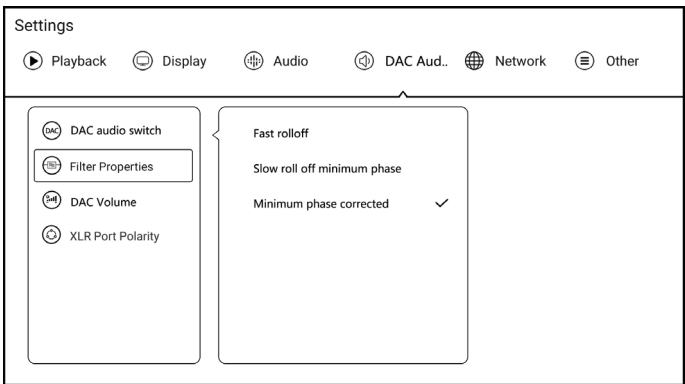 Settings
Playback Display Audio DAC Aud.. Network Other
DAC audio switch
Filter Properties
DAC Volume
XLR Port Polarity
Fast rolloff
Slow roll off minimum phase
Minimum phase corrected